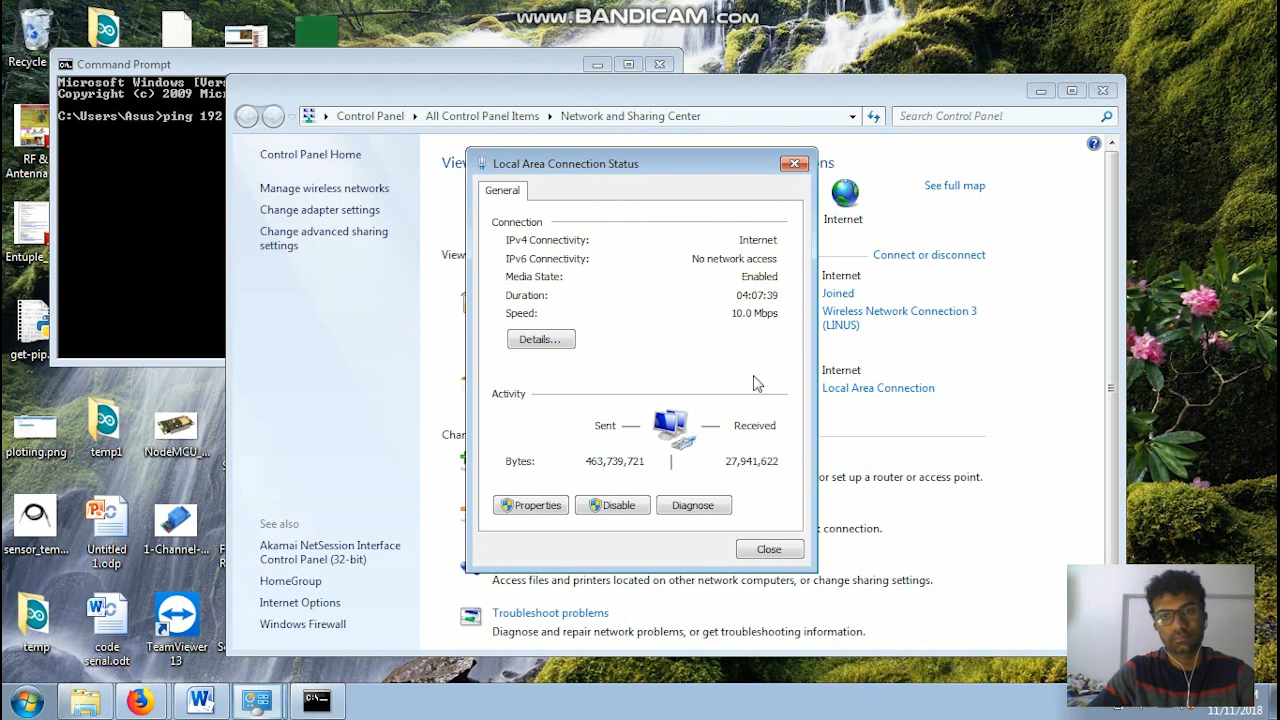 www.BANDICAM.com
Recycle
Command Prompt
Microsoft Windows [Vers
Copyright (c) 2009 Micr
C:\Users\Asus>ping 192
Control Panel
All Control Panel Items
Network and Sharing Center
Search Control Panel
Control Panel Home
Manage wireless networks
Change adapter settings
Change advanced sharing
settings
See also
Akamai NetSession Interface
Control Panel (32-bit)
HomeGroup
Internet Options
Windows Firewall
See full map
Internet
Connect or disconnect
Internet
Joined
Wireless Network Connection 3
(LINUS)
Internet
Local Area Connection
or set up a router or access point.
connection.
Access files and printers located on other network computers, or change sharing settings.
Troubleshoot problems
Diagnose and repair network problems, or get troubleshooting information.
Local Area Connection Status
General
Connection
IPv4 Connectivity: Internet
IPv6 Connectivity: No network access
Media State: Enabled
Duration: 04:07:39
Speed: 10.0 Mbps
Details...
Activity
Sent Received
Bytes: 463,739,721 27,941,622
Properties
Disable
Diagnose
Close
RF &
Antenna
Entuple_
get-pip.
plotiing.png
temp1
NodeMCU_...
sensor_tem...
Untitled
1.odp
1-Channel-...
temp
code
serial.odt
TeamViewer
13
11/11/2018